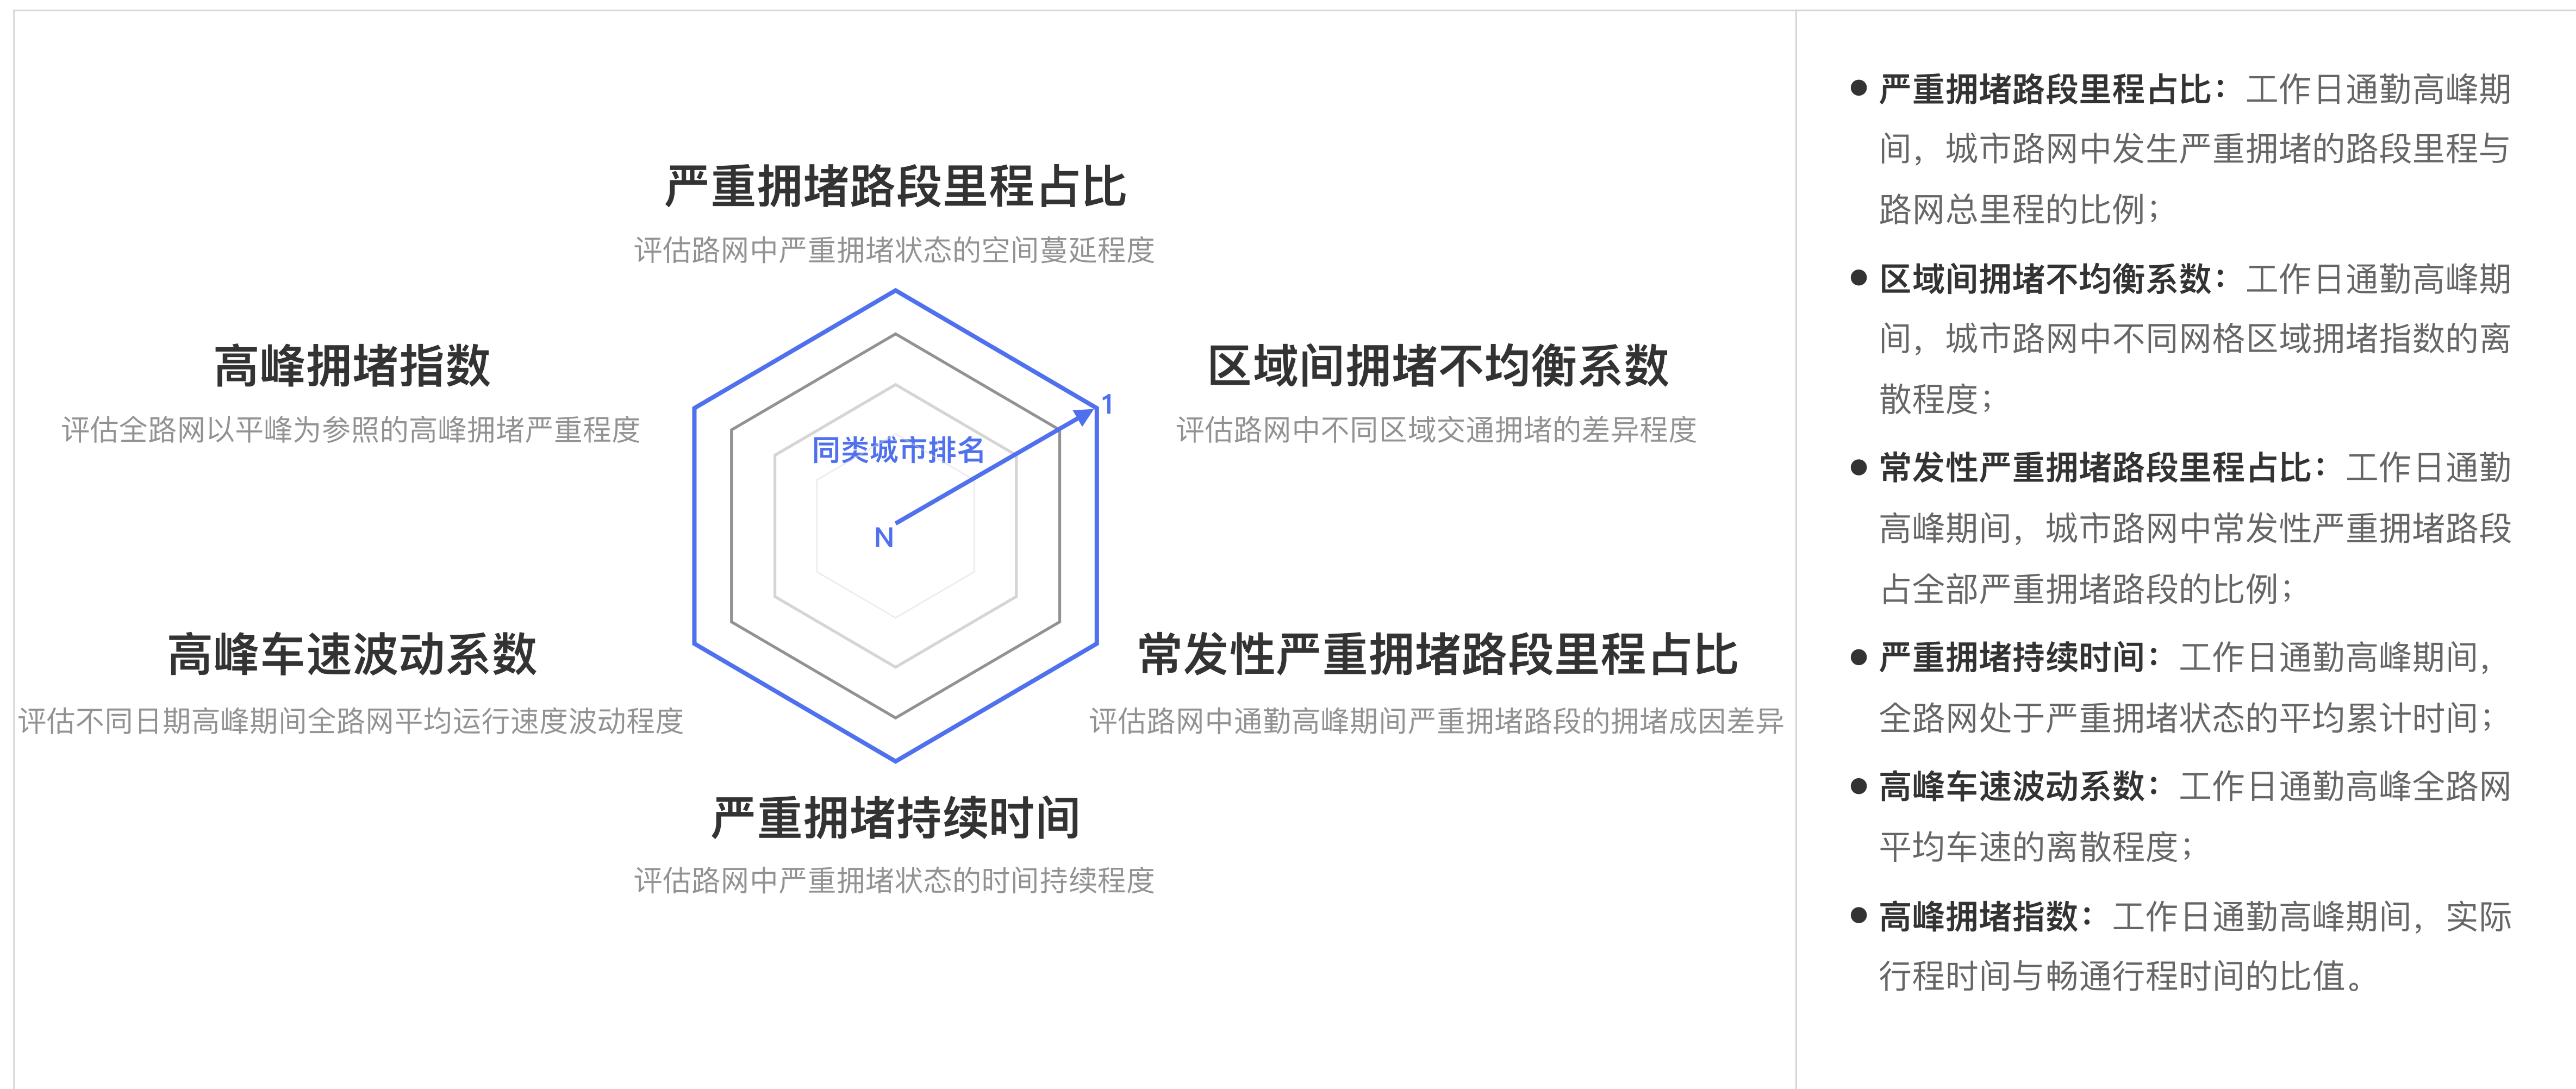 严重拥堵路段里程占比
评估路网中严重拥堵状态的空间蔓延程度
高峰拥堵指数
评估全路网以平峰为参照的高峰拥堵严重程度
区域间拥堵不均衡系数
评估路网中不同区域交通拥堵的差异程度
1
同类城市排名
N
高峰车速波动系数
评估不同日期高峰期间全路网平均运行速度波动程度
常发性严重拥堵路段里程占比
评估路网中通勤高峰期间严重拥堵路段的拥堵成因差异
严重拥堵持续时间
评估路网中严重拥堵状态的时间持续程度
● 严重拥堵路段里程占比：工作日通勤高峰期
间，城市路网中发生严重拥堵的路段里程与
路网总里程的比例；
● 区域间拥堵不均衡系数：工作日通勤高峰期
间，城市路网中不同网格区域拥堵指数的离
散程度；
● 常发性严重拥堵路段里程占比：工作日通勤
高峰期间，城市路网中常发性严重拥堵路段
占全部严重拥堵路段的比例；
● 严重拥堵持续时间：工作日通勤高峰期间，
全路网处于严重拥堵状态的平均累计时间；
● 高峰车速波动系数：工作日通勤高峰全路网
平均车速的离散程度；
● 高峰拥堵指数：工作日通勤高峰期间，实际
行程时间与畅通行程时间的比值。